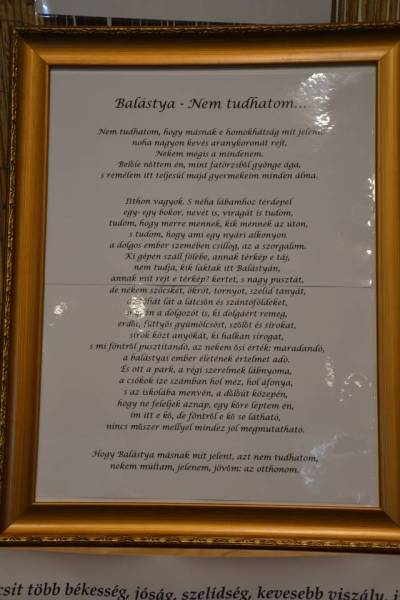 Balástya - Nem tudhatom....
Nem tudhatom, hogy másnak e homokhátság mit jelent,
noha nagyon kevés aranykoronát rejt,
Nekem mégis a mindenem.
Belőle nőttem én, mint fatörzsből gyönge ága,
s remélem itt teljesül majd gyermekeim minden álma.
Itthon vagyok. S néha lábamhoz térdepel
egy- egy bokor, nevét is, virágát is tudom,
tudom, hogy merre mennek, kik mennek az úton,
s tudom, hogy ami egy nyári alkonyon
a dolgos ember szemében csillog, az a szorgalom.
Ki gépen száll fölébe, annak térkép e táj,
nem tudja, kik laktak itt Balástyán,
annak mit rejt e térkép? kertet, s nagy pusztát,
de nékem szöcskét, ökröt, tornyot, szelíd tanyát,
lát a látcsőn és szántóföldeket,
a dolgozót is, ki dolgáért remeg,
erdőt, füttyös gyümölcsöst, szőlőt és sírokat,
sírok közt anyókát, ki halkan sírogat,
s mi föntről pusztítandó, az nekem ősi érték: maradandó,
a balástyai ember életének értelmet adó.
És ott a park, a régi szerelmek lábnyoma,
a csókok íze számban hol méz, hol áfonya,
s az iskolába menvén, a dűlőút közepén,
hogy ne feleljek aznap, egy kőre léptem én,
ím itt e kő, de föntről e kő se látható,
nincs műszer mellyel mindez jól megmutatható.
Hogy Balástya másnak mit jelent, azt nem tudhatom,
nekem múltam, jelenem, jövőm: az otthonom.
csit több békesség, jóság, szelídség, kevesebb viszály, i